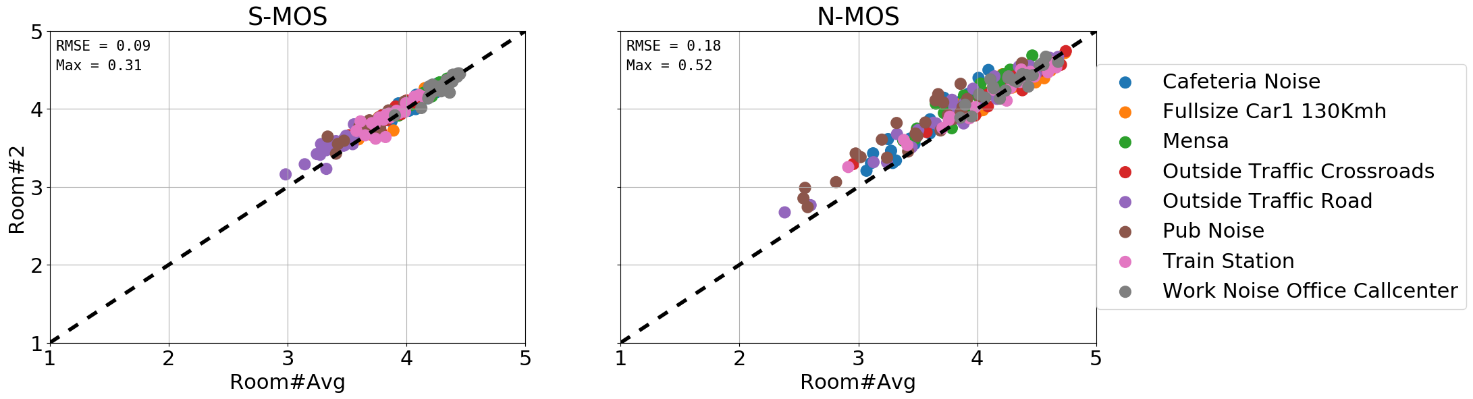 S-MOS
RMSE = 0.09
Max = 0.31
5
4
3
2
1
1 2 3 4 5
Room#2
Room#Avg
N-MOS
RMSE = 0.18
Max = 0.52
1 2 3 4 5
Room#Avg
Cafeteria Noise
Fullsize Car1 130Kmh
Mensa
Outside Traffic Crossroads
Outside Traffic Road
Pub Noise
Train Station
Work Noise Office Callcenter